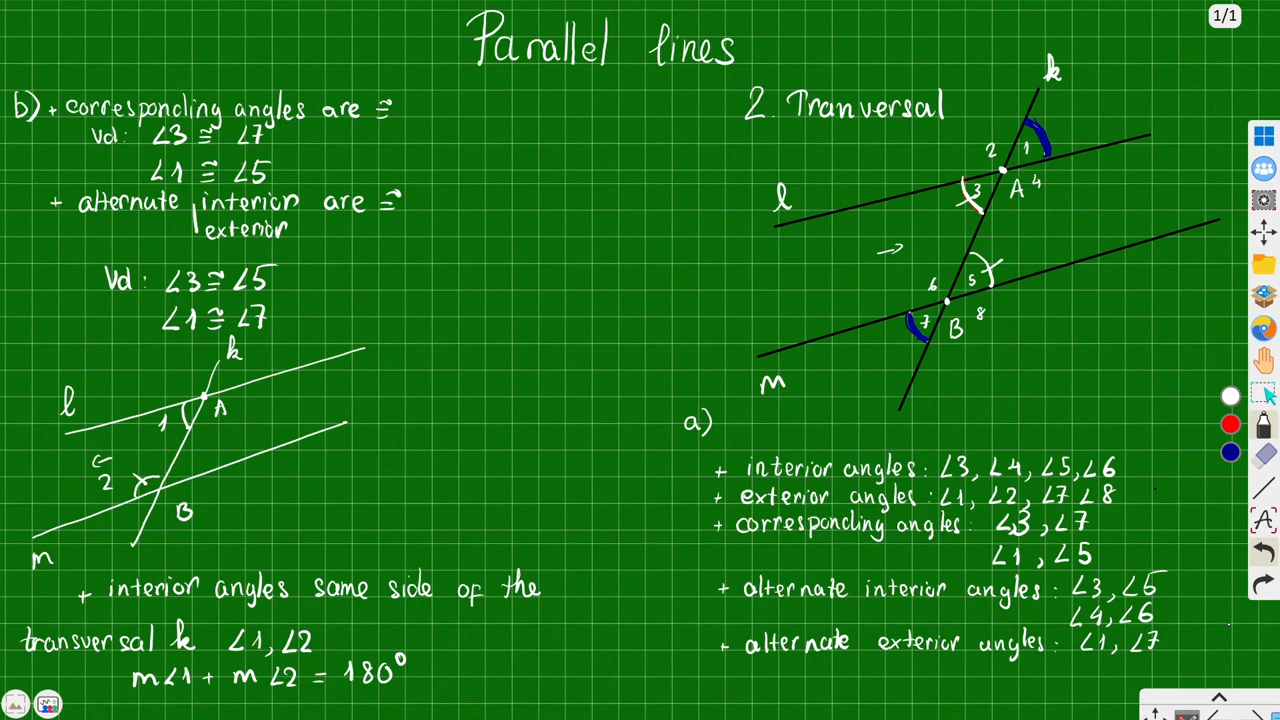 1/1
Parallel lines
b) + corresponding angles are ≅
Vd: ∠3 ≅ ∠7
∠1 ≅ ∠5
+ alternate interior are ≅
exterior
Vd: ∠3 ≅ ∠5
∠1 ≅ ∠7
k
l
A
1
2
B
m
+ interior angles same side of the
transversal k ∠1, ∠2
m∠1 + m∠2 = 180°
2. Tranversal
k
2 1
l
3 A 4
6 5
7 B 8
m
a)
+ interior angles: ∠3, ∠4, ∠5, ∠6
+ exterior angles: ∠1, ∠2, ∠7 ∠8
+ corresponding angles: ∠3, ∠7
∠1, ∠5
+ alternate interior angles: ∠3, ∠5
∠4, ∠6
+ alternate exterior angles: ∠1, ∠7